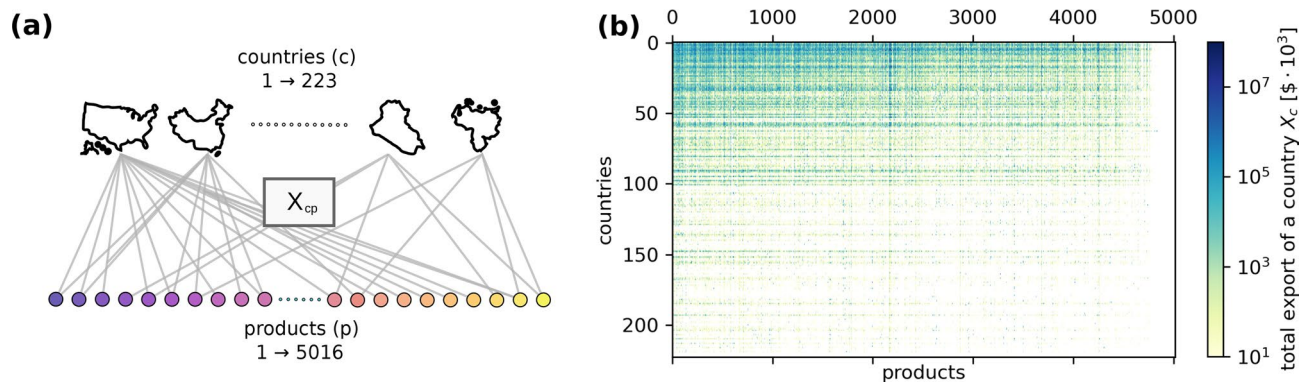 (a)
countries (c)
1 → 223
X_cp
products (p)
1 → 5016
(b)
0 1000 2000 3000 4000 5000
0
50
100
150
200
countries
products
10^7
10^5
10^3
10^1
total export of a country X_c [$ · 10^3]